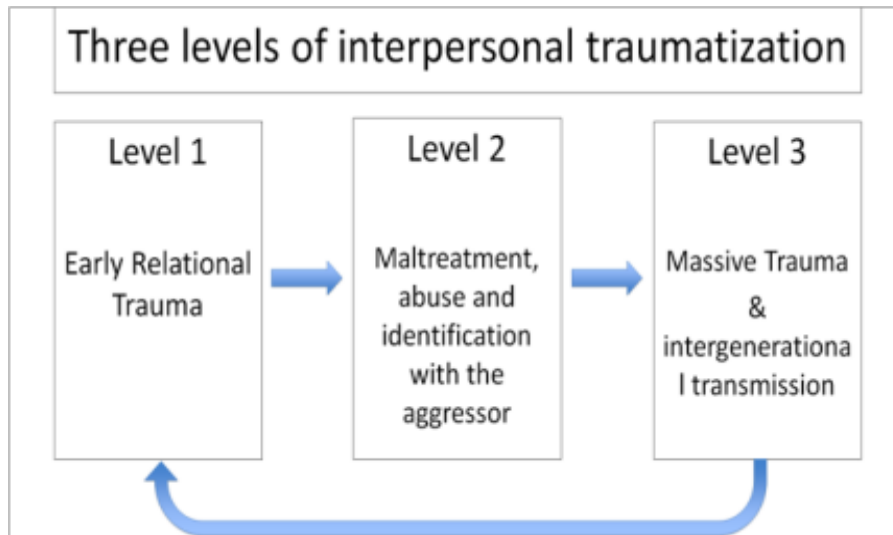 Three levels of interpersonal traumatization
Level 1
Early Relational
Trauma
Level 2
Maltreatment,
abuse and
identification
with the
aggressor
Level 3
Massive Trauma
&
intergenerationa
l transmission